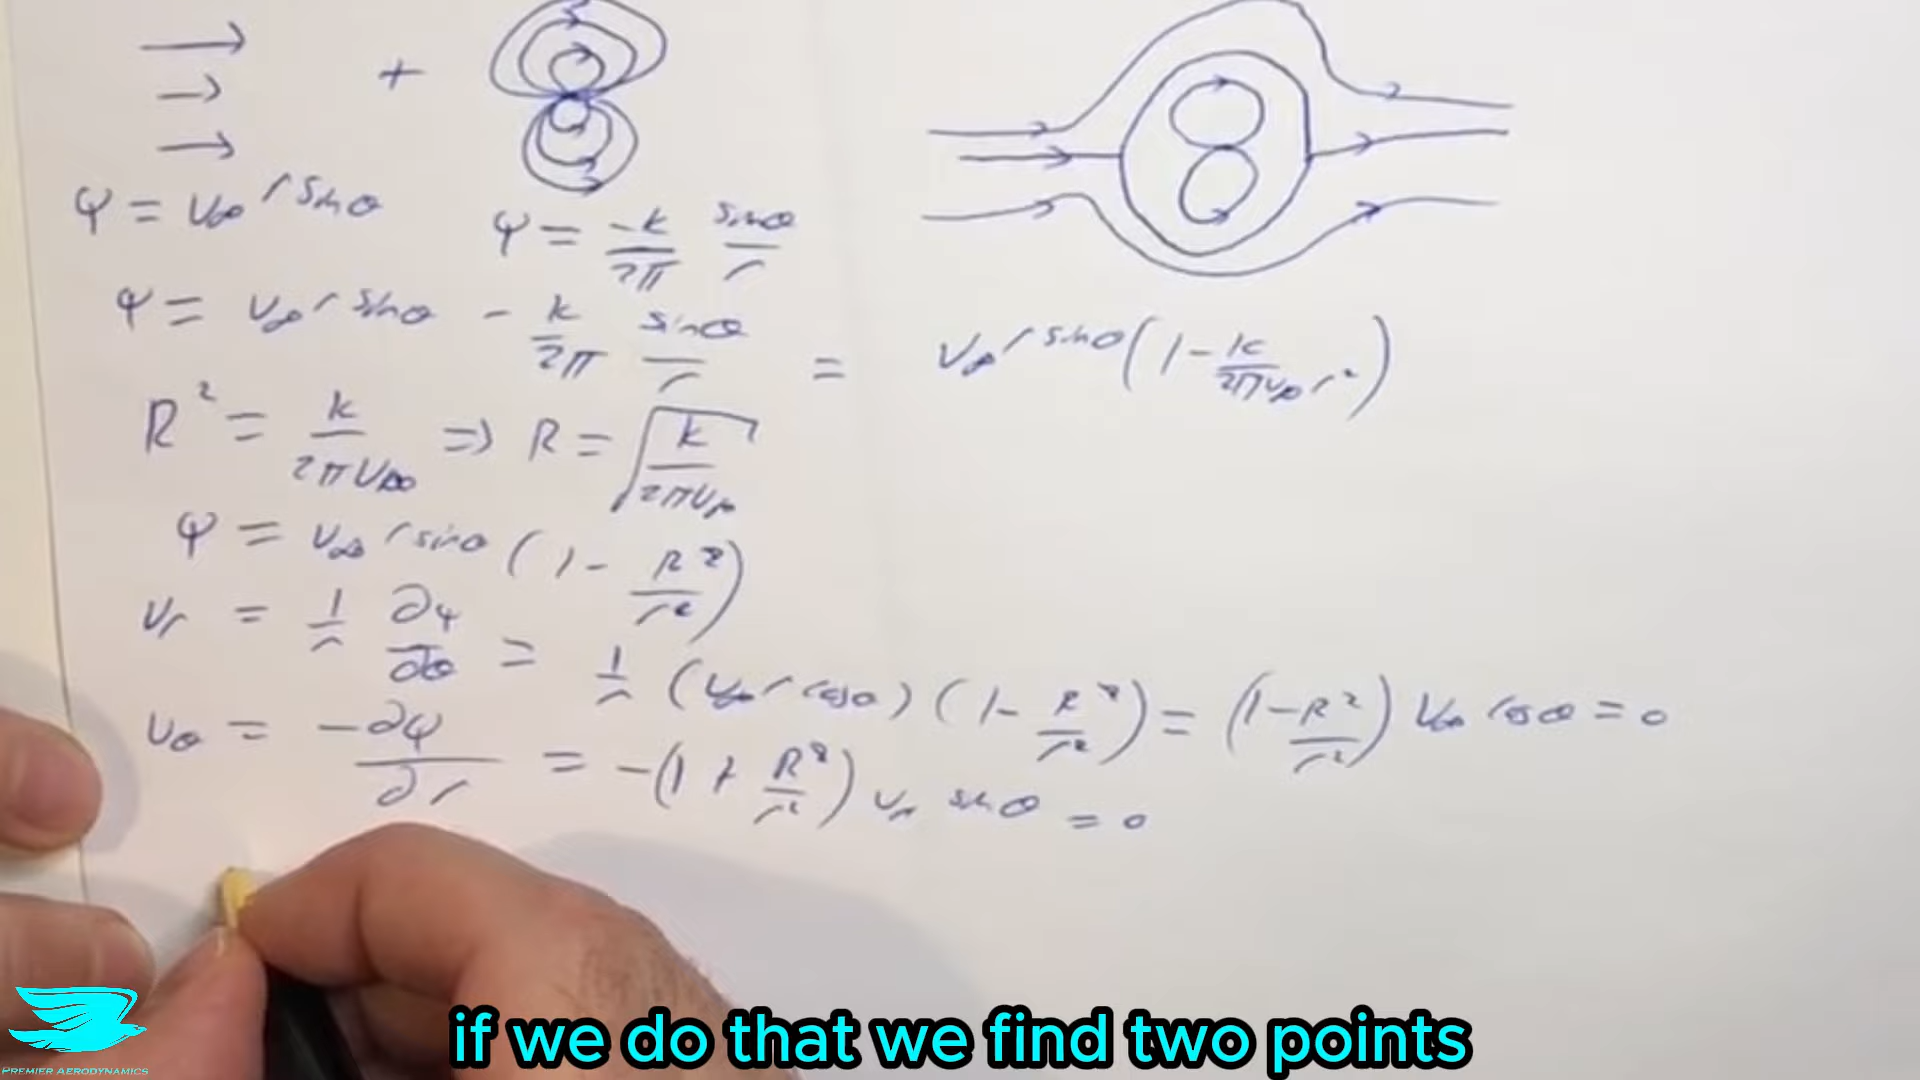 +
ψ = V∞ r sinθ
ψ = -k/2π sinθ/r
ψ = V∞ r sinθ - k/2π sinθ/r = V∞ r sinθ (1 - k/2πV∞ r²)
R² = k/2πV∞ => R = √(k/2πV∞)
ψ = V∞ r sinθ (1 - R²/r²)
Vr = 1/r ∂ψ/∂θ = 1/r (V∞ r cosθ) (1 - R²/r²) = (1 - R²/r²) V∞ cosθ = 0
Vθ = -∂ψ/∂r = -(1 + R²/r²) Vr sinθ = 0
if we do that we find two points
PREMIER AERODYNAMICS